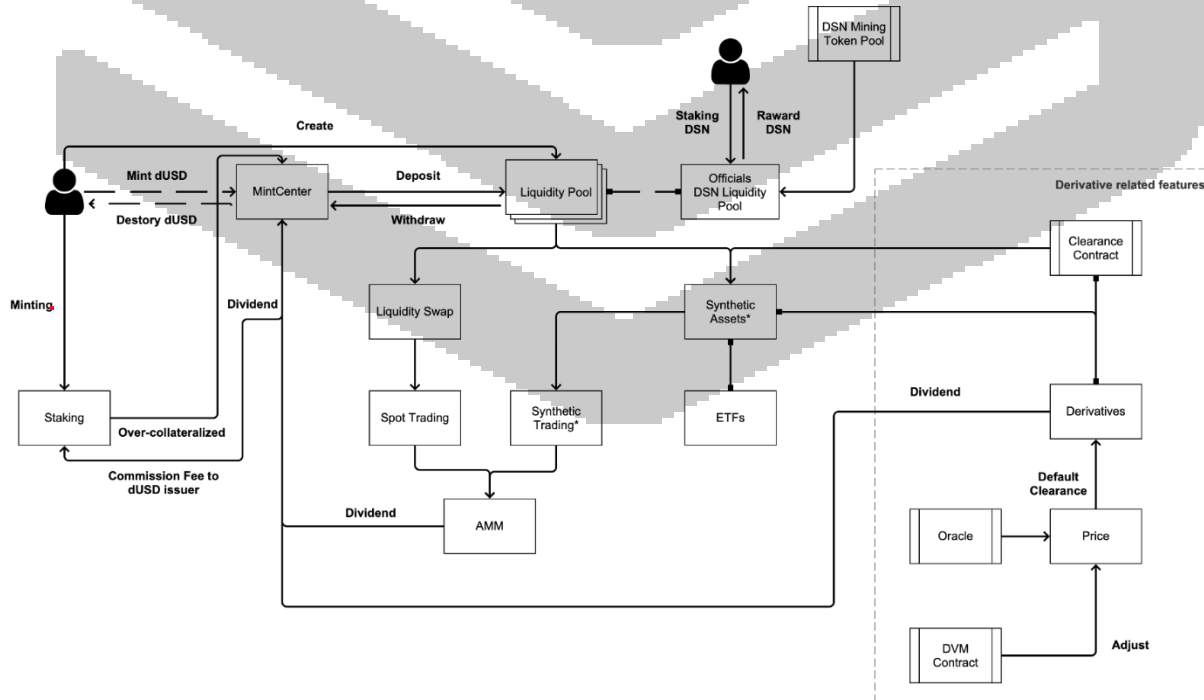 DSN Mining
Token Pool
Staking
DSN
Raward
DSN
Create
Mint dUSD
Destory dUSD
MintCenter
Deposit
Withdraw
Liquidity Pool
Officials
DSN Liquidity
Pool
Derivative related features
Clearance
Contract
Minting
Dividend
Liquidity Swap
Synthetic
Assets*
Staking
Over-collateralized
Spot Trading
Synthetic
Trading*
ETFs
Dividend
Derivatives
Commission Fee to
dUSD issuer
Dividend
AMM
Default
Clearance
Oracle
Price
DVM
Contract
Adjust